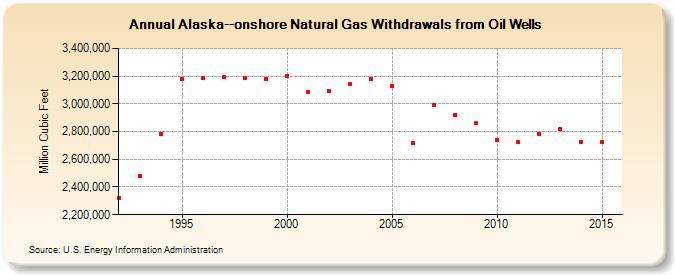 Annual Alaska--onshore Natural Gas Withdrawals from Oil Wells
Million Cubic Feet
3,400,000
3,200,000
3,000,000
2,800,000
2,600,000
2,400,000
2,200,000
1995 2000 2005 2010 2015
Source: U.S. Energy Information Administration